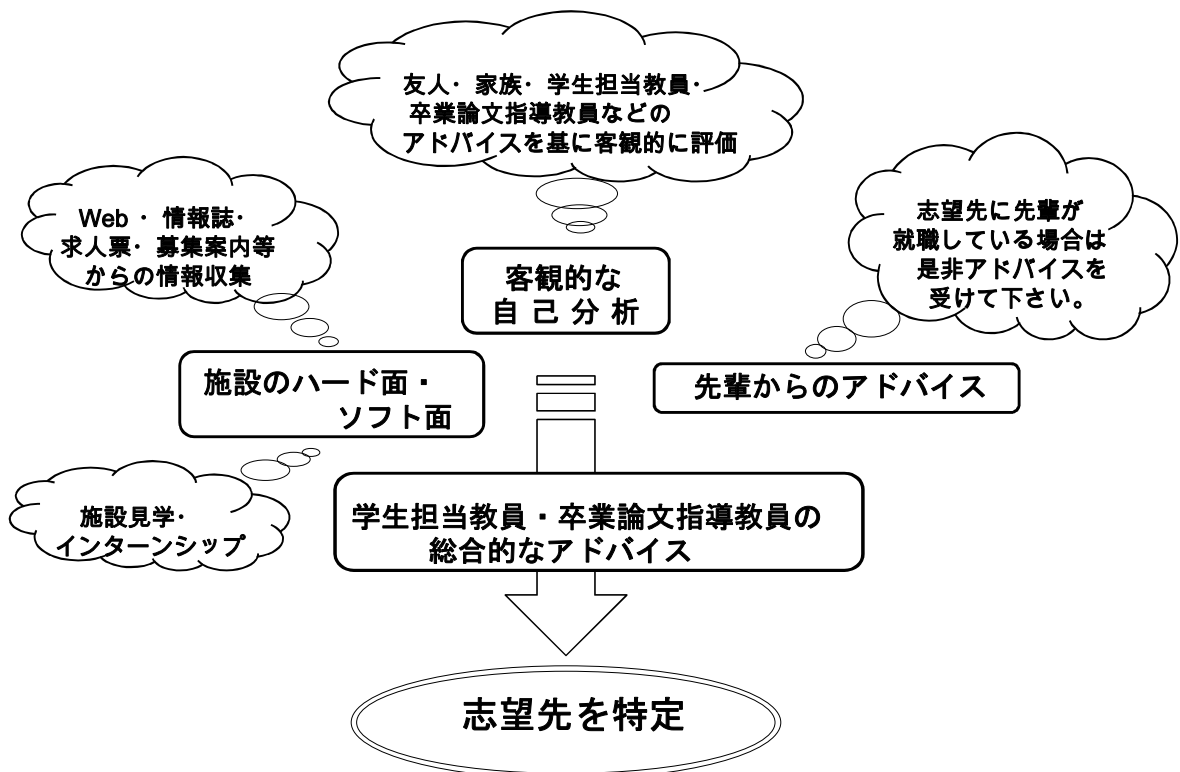 友人・家族・学生担当教員・
卒業論文指導教員などの
アドバイスを基に客観的に評価
Web・情報誌・
求人票・募集案内等
からの情報収集
志望先に先輩が
就職している場合は
是非アドバイスを
受けて下さい。
客観的な
自己分析
施設のハード面・
ソフト面
先輩からのアドバイス
施設見学・
インターンシップ
学生担当教員・卒業論文指導教員の
総合的なアドバイス
志望先を特定